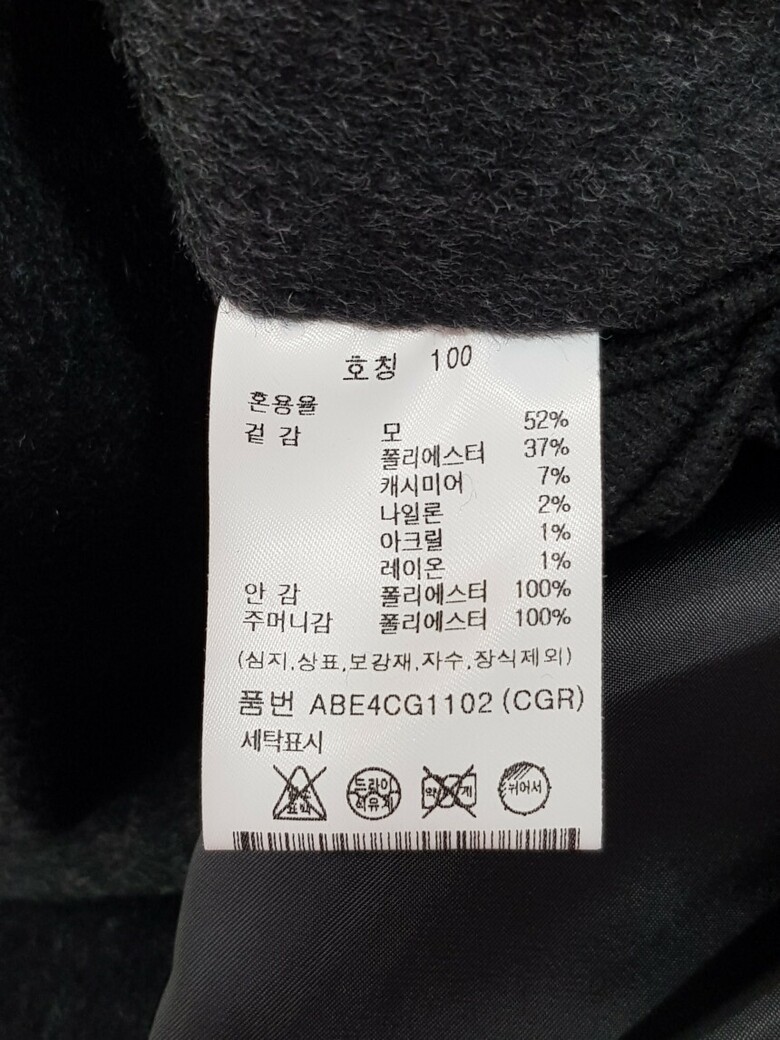 호칭 100
혼용율
겉 감 모 52%
폴리에스터 37%
캐시미어 7%
나일론 2%
아크릴 1%
레이온 1%
안 감 폴리에스터 100%
주머니감 폴리에스터 100%
(심지,상표,보강재,자수,장식제외)
품번 ABE4CG1102 (CGR)
세탁표시
드라이
석유계
뉘어서